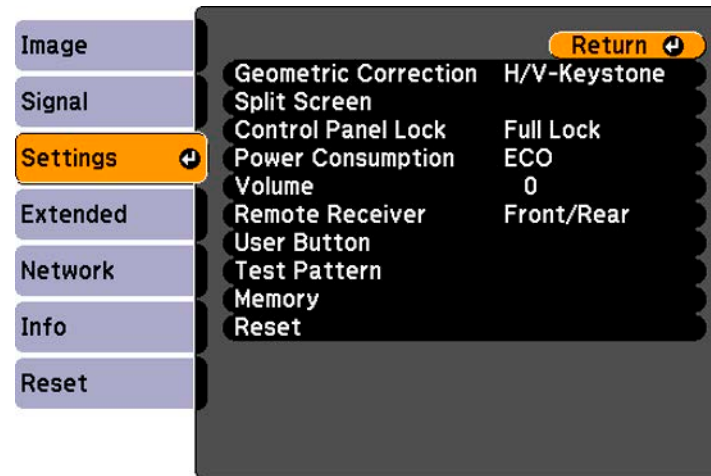 Image
Signal
Settings
Extended
Network
Info
Reset
Return
Geometric Correction H/V-Keystone
Split Screen
Control Panel Lock Full Lock
Power Consumption ECO
Volume 0
Remote Receiver Front/Rear
User Button
Test Pattern
Memory
Reset